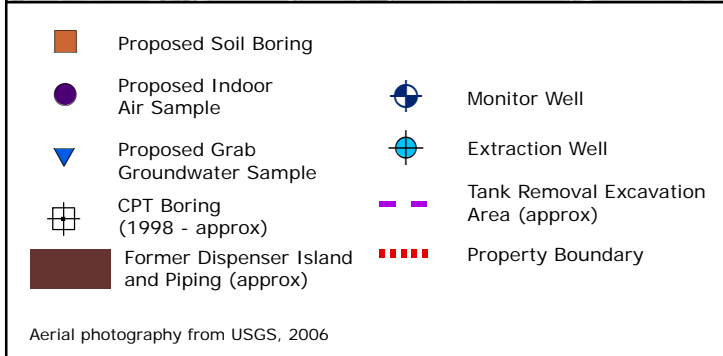 Proposed Soil Boring
Proposed Indoor
Air Sample
Proposed Grab
Groundwater Sample
CPT Boring
(1998 - approx)
Former Dispenser Island
and Piping (approx)
Monitor Well
Extraction Well
Tank Removal Excavation
Area (approx)
Property Boundary
Aerial photography from USGS, 2006